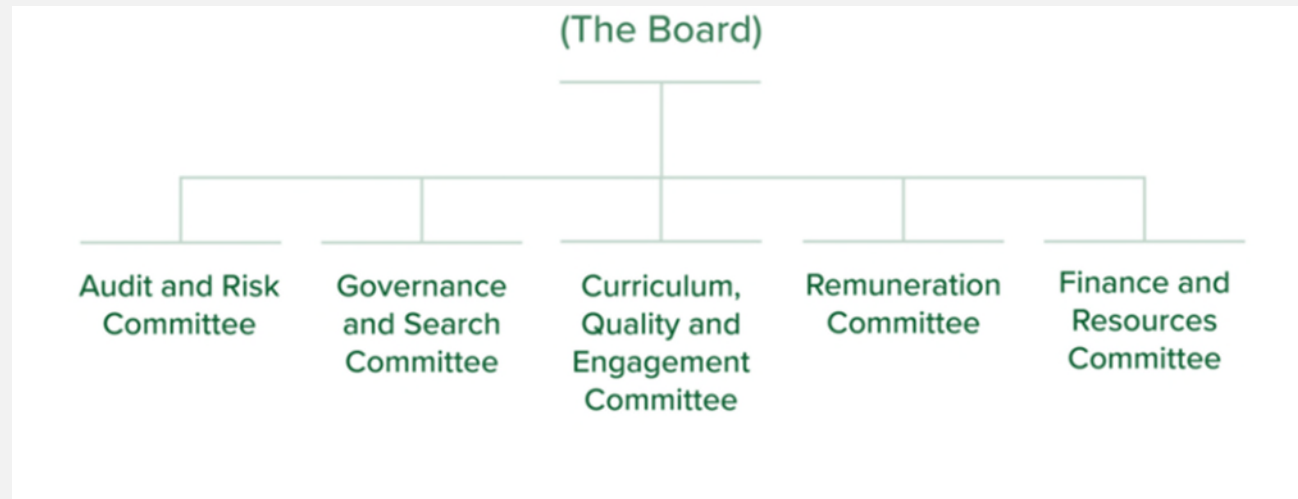 (The Board)
Audit and Risk
Committee
Governance
and Search
Committee
Curriculum,
Quality and
Engagement
Committee
Remuneration
Committee
Finance and
Resources
Committee